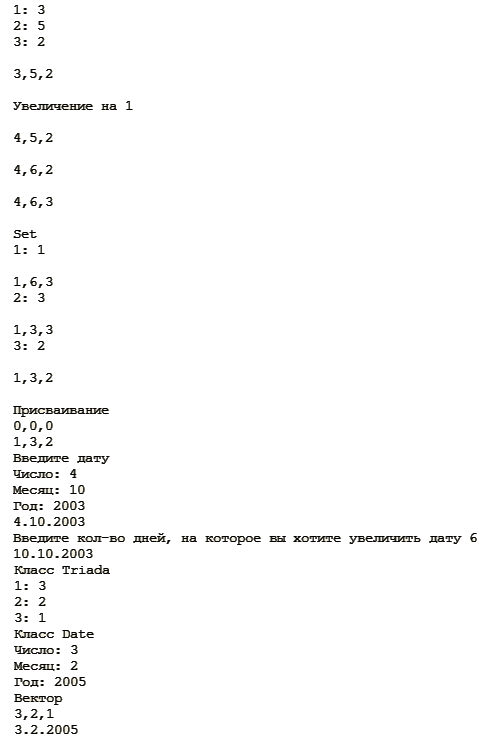 1: 3
2: 5
3: 2
3,5,2
Увеличение на 1
4,5,2
4,6,2
4,6,3
Set
1: 1
1,6,3
2: 3
1,3,3
3: 2
1,3,2
Присваивание
0,0,0
1,3,2
Введите дату
Число: 4
Месяц: 10
Год: 2003
4.10.2003
Введите кол-во дней, на которое вы хотите увеличить дату 6
10.10.2003
Класс Triada
1: 3
2: 2
3: 1
Класс Date
Число: 3
Месяц: 2
Год: 2005
Вектор
3,2,1
3.2.2005